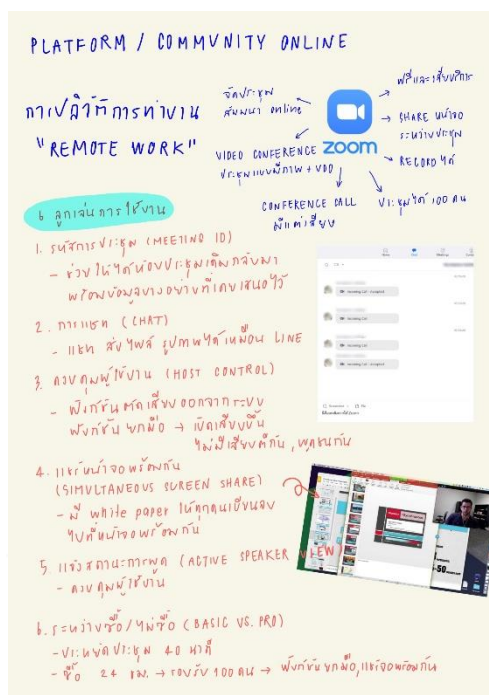 PLATFORM / COMMUNITY ONLINE
การปฏิวัติการทำงาน
"REMOTE WORK"
จัดประชุม
สัมมนา online
ฟรีและเสียบริการ
SHARE หน้าจอ
ระหว่างประชุม
RECORD ได้
ประชุมได้ 100 คน
VIDEO CONFERENCE
ประชุมแบบมีภาพ + VDO
zoom
CONFERENCE CALL
มีแต่เสียง
6 ลูกเล่นการใช้งาน
1. รหัสการประชุม (MEETING ID)
- ช่วยให้ได้ห้องประชุมเดิมกลับมา
พร้อมข้อมูลบางอย่างที่เคยเสนอไว้
2. การแชท (CHAT)
- แชท ส่งไฟล์ รูปภาพได้เหมือน LINE
3. ควบคุมผู้ใช้งาน (HOST CONTROL)
- ฟังก์ชันตัดเสียงออกจากระบบ
ฟังก์ชันยกมือ → เปิดเสียงขึ้น
ไม่มีเสียงตีกัน, พูดชนกัน
4. แชร์หน้าจอพร้อมกัน
(SIMULTANEOUS SCREEN SHARE)
- มี white paper ให้ทุกคนเขียนลง
ไปที่หน้าจอพร้อมกัน
5. แจ้งสถานะการพูด (ACTIVE SPEAKER VIEW)
- ควบคุมผู้ใช้งาน
6. ระหว่างซื้อ/ไม่ซื้อ (BASIC VS. PRO)
- ประหยัดประชุม 40 นาที
- ซื้อ 24 ชม. → รองรับ 100 คน → ฟังก์ชันยกมือ, แชร์จอพร้อมกัน